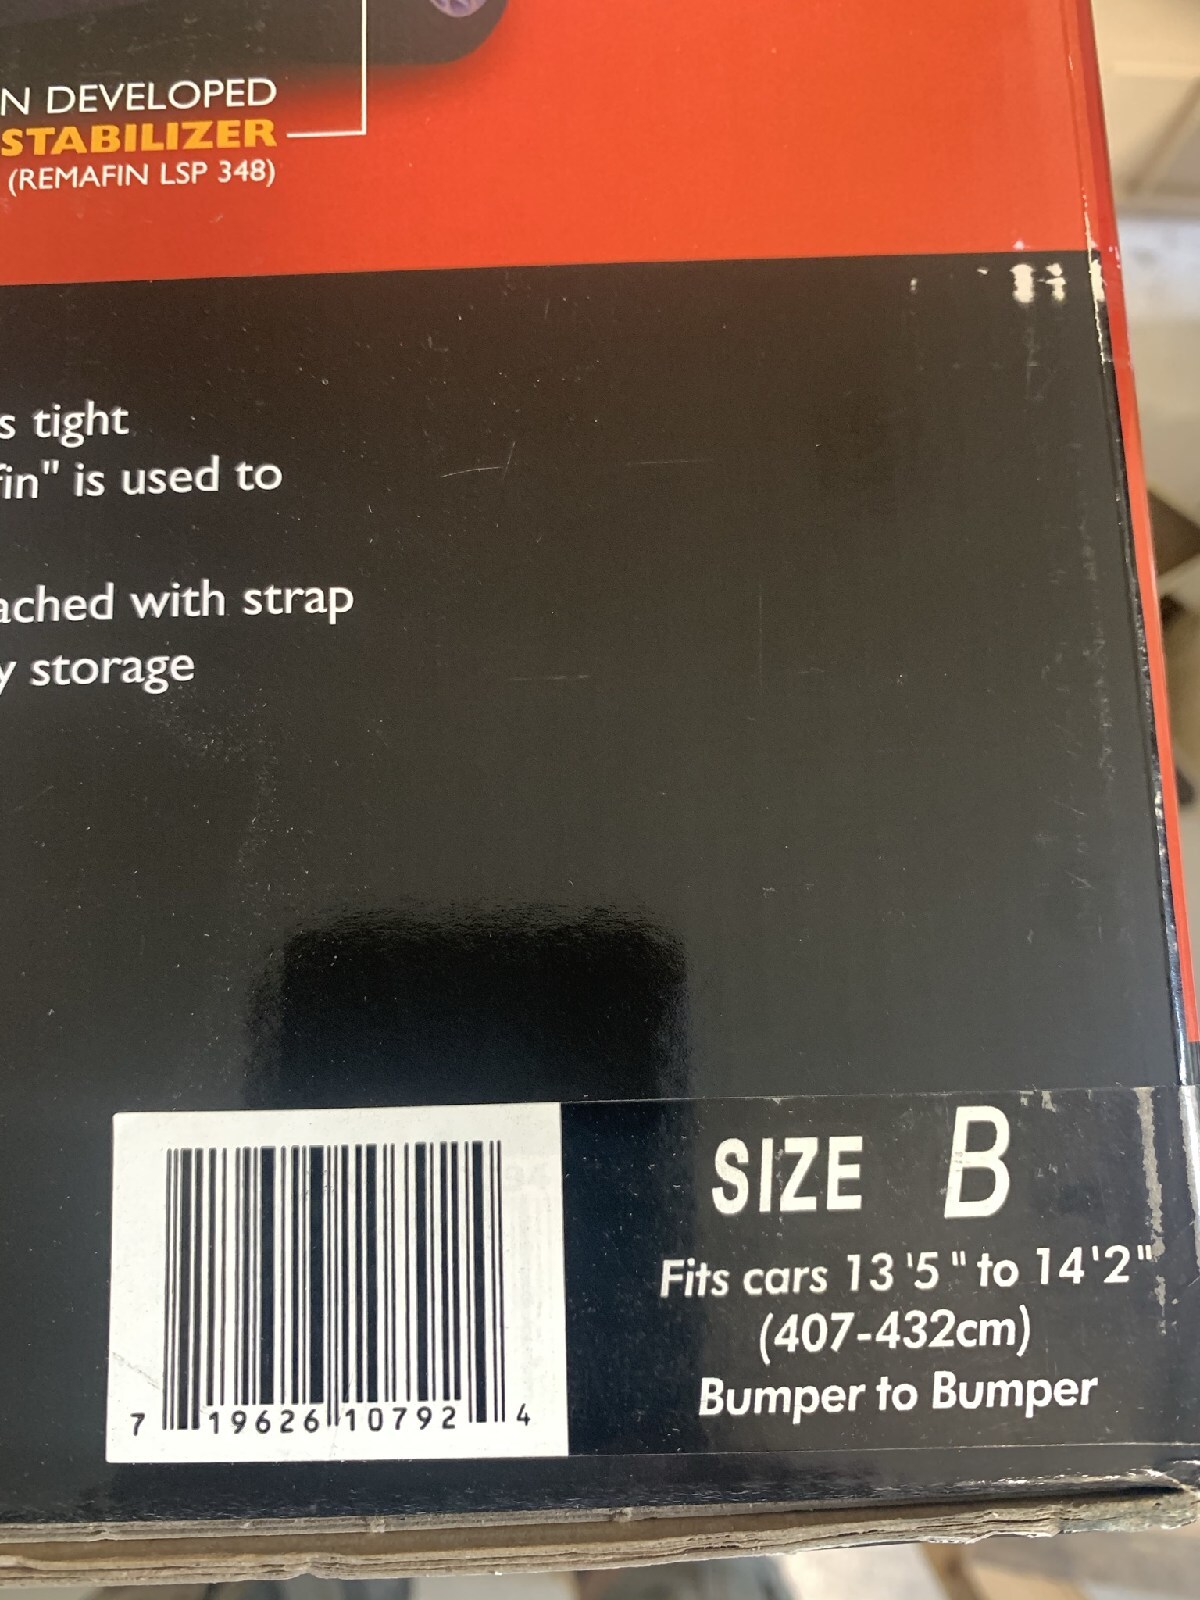 N DEVELOPED
STABILIZER
(REMAFIN LSP 348)
s tight
fin" is used to
ached with strap
y storage
SIZE B
Fits cars 13'5" to 14'2"
(407-432cm)
Bumper to Bumper
7 19626 10792 4